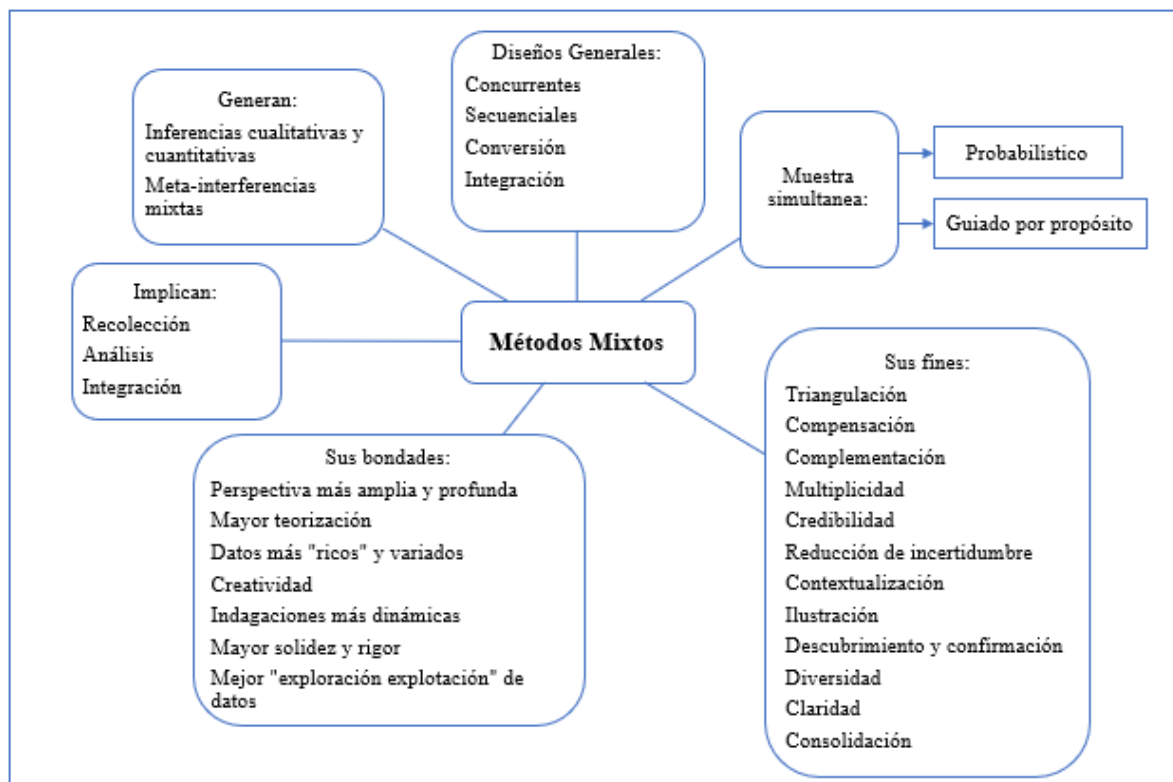 Diseños Generales:
Concurrentes
Secuenciales
Conversión
Integración
Generan:
Inferencias cualitativas y
cuantitativas
Meta-interferencias
mixtas
Muestra
simultanea:
Probabilístico
Guiado por propósito
Implican:
Recolección
Análisis
Integración
Métodos Mixtos
Sus bondades:
Perspectiva más amplia y profunda
Mayor teorización
Datos más "ricos" y variados
Creatividad
Indagaciones más dinámicas
Mayor solidez y rigor
Mejor "exploración explotación" de
datos
Sus fínes:
Triangulación
Compensación
Complementación
Multiplicidad
Credibilidad
Reducción de incertidumbre
Contextualización
Ilustración
Descubrimiento y confirmación
Diversidad
Claridad
Consolidación